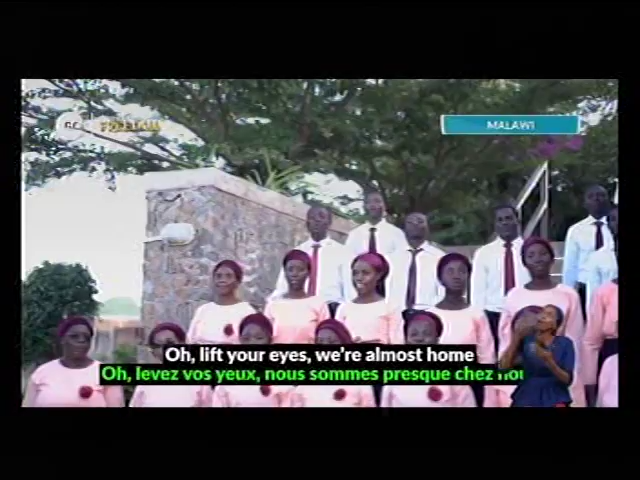 MALAWI
Oh, lift your eyes, we're almost home
Oh, levez vos yeux, nous sommes presque chez